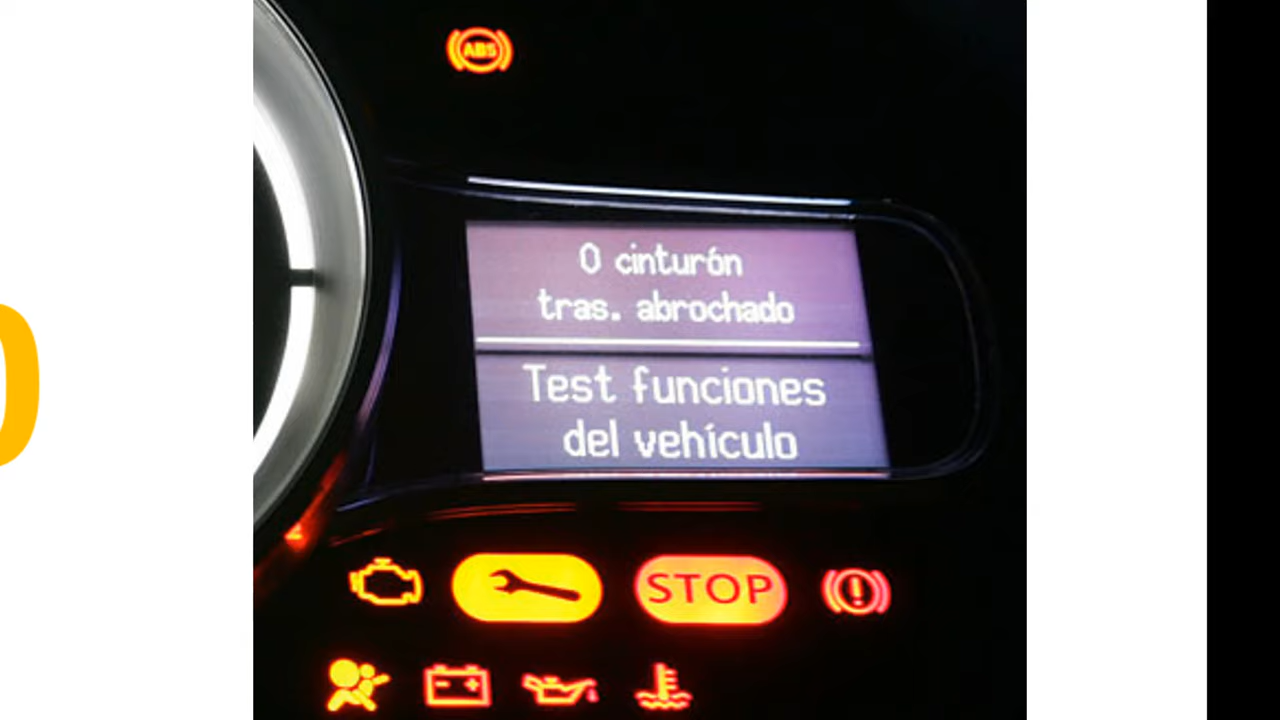 ABS
0 cinturón
tras. abrochado
Test funciones
del vehículo
STOP